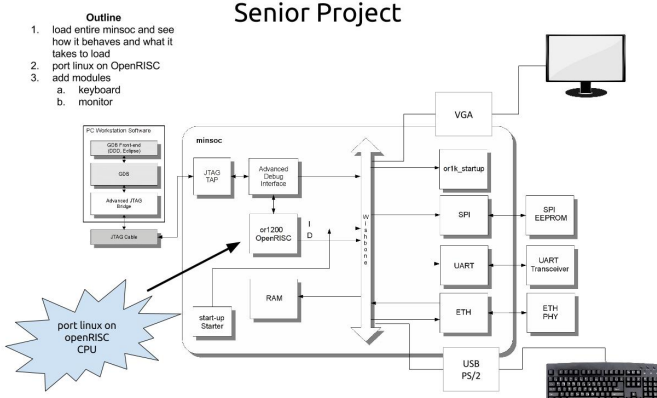 Senior Project
Outline
1. load entire minsoc and see
how it behaves and what it
takes to load
2. port linux on OpenRISC
3. add modules
a. keyboard
b. monitor
PC Workstation Software
GDB Front-end
(DDD, Eclipse)
GDB
Advanced JTAG
Bridge
JTAG Cable
minsoc
JTAG
TAP
Advanced
Debug
Interface
or1200
OpenRISC
I
D
RAM
start-up
Starter
Wishbone
VGA
or1k_startup
SPI
SPI
EEPROM
UART
UART
Transceiver
ETH
ETH
PHY
USB
PS/2
port linux on
openRISC
CPU